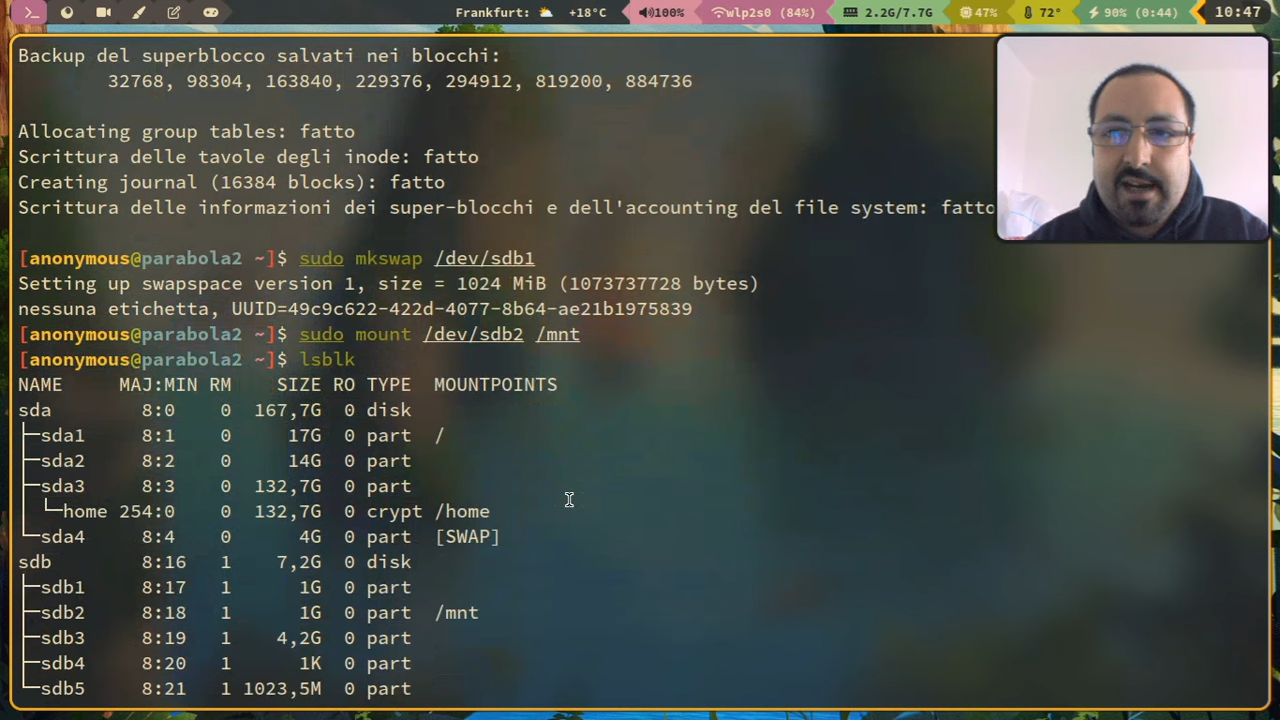 Frankfurt: +18°C 100% wlp2s0 (84%) 2.2G/7.7G 47% 72° 90% (0:44) 10:47
Backup del superblocco salvati nei blocchi:
32768, 98304, 163840, 229376, 294912, 819200, 884736
Allocating group tables: fatto
Scrittura delle tavole degli inode: fatto
Creating journal (16384 blocks): fatto
Scrittura delle informazioni dei super-blocchi e dell'accounting del file system: fatto
[anonymous@parabola2 ~]$ sudo mkswap /dev/sdb1
Setting up swapspace version 1, size = 1024 MiB (1073737728 bytes)
nessuna etichetta, UUID=49c9c622-422d-4077-8b64-ae21b1975839
[anonymous@parabola2 ~]$ sudo mount /dev/sdb2 /mnt
[anonymous@parabola2 ~]$ lsblk
NAME MAJ:MIN RM SIZE RO TYPE MOUNTPOINTS
sda 8:0 0 167,7G 0 disk
├─sda1 8:1 0 17G 0 part /
├─sda2 8:2 0 14G 0 part
├─sda3 8:3 0 132,7G 0 part
│ └─home 254:0 0 132,7G 0 crypt /home
└─sda4 8:4 0 4G 0 part [SWAP]
sdb 8:16 1 7,2G 0 disk
├─sdb1 8:17 1 1G 0 part
├─sdb2 8:18 1 1G 0 part /mnt
├─sdb3 8:19 1 4,2G 0 part
├─sdb4 8:20 1 1K 0 part
└─sdb5 8:21 1 1023,5M 0 part